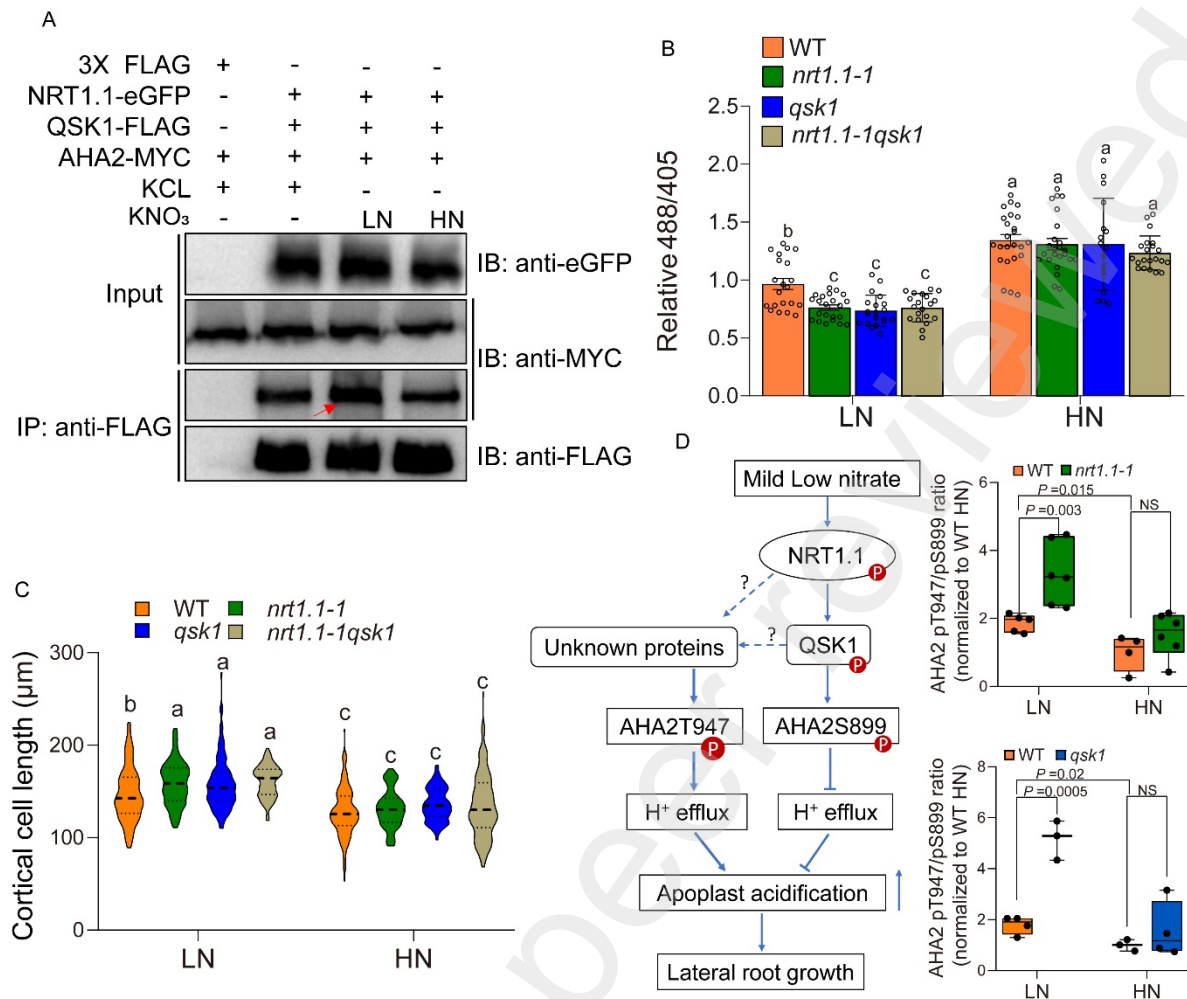 A
3X FLAG + - - -
NRT1.1-eGFP - + + +
QSK1-FLAG - + + +
AHA2-MYC + + + +
KCL + + - -
KNO₃ - - LN HN
Input
IB: anti-eGFP
IB: anti-MYC
IP: anti-FLAG
IB: anti-FLAG
B
WT
nrt1.1-1
qsk1
nrt1.1-1qsk1
Relative488/405
2.5
2.0
1.5
1.0
0.5
0.0
b c c c a a a a
LN HN
C
WT nrt1.1-1
qsk1 nrt1.1-1qsk1
Cortical cell length (µm)
300
200
100
0
b a a a c c c c
LN HN
D
Mild Low nitrate
NRT1.1
P
?
Unknown proteins
?
QSK1
P
AHA2T947
P
AHA2S899
P
H⁺ efflux
H⁺ efflux
Apoplast acidification
Lateral root growth
WT nrt1.1-1
AHA2 pT947/pS899 ratio
(normalized to WT HN)
6
4
2
0
P =0.015
P =0.003
NS
LN HN
WT qsk1
AHA2 pT947/pS899 ratio
(normalized to WT HN)
8
6
4
2
0
P =0.02
P =0.0005
NS
LN HN
peer reviewed